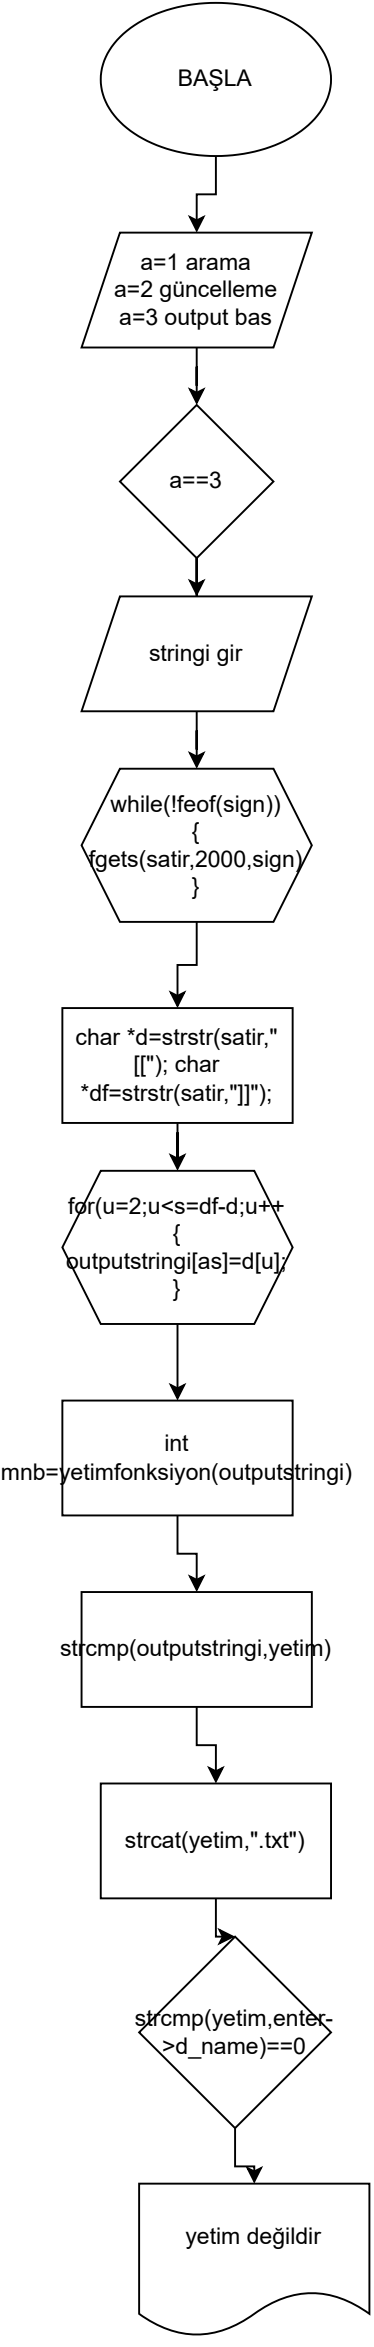 BAŞLA
a=1 arama
a=2 güncelleme
a=3 output bas
a==3
stringi gir
while(!feof(sign))
{
fgets(satir,2000,sign)
}
char *d=strstr(satir,"
[["); char
*df=strstr(satir,"]]");
for(u=2;u<s=df-d;u++
{
outputstringi[as]=d[u];
}
int
mnb=yetimfonksiyon(outputstringi)
strcmp(outputstringi,yetim)
strcat(yetim,".txt")
strcmp(yetim,enter-
>d_name)==0
yetim değildir